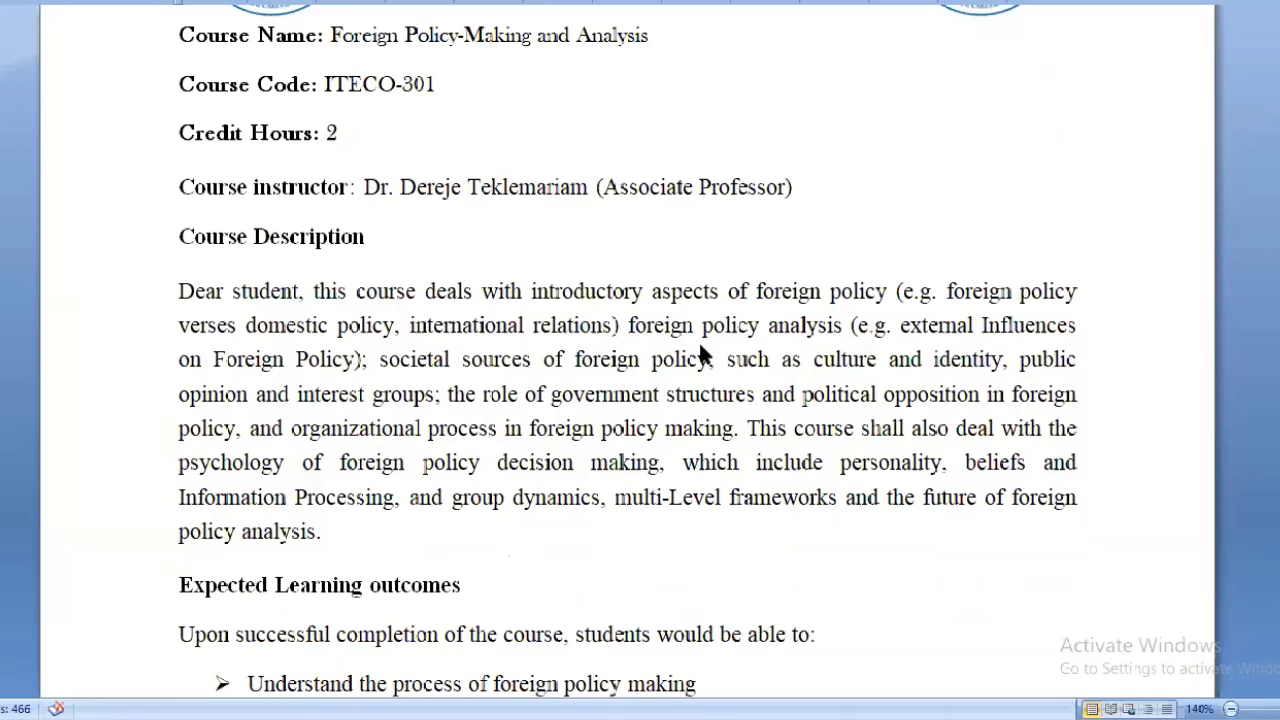 Course Name: Foreign Policy-Making and Analysis
Course Code: ITECO-301
Credit Hours: 2
Course instructor: Dr. Dereje Teklemariam (Associate Professor)
Course Description
Dear student, this course deals with introductory aspects of foreign policy (e.g. foreign policy
verses domestic policy, international relations) foreign policy analysis (e.g. external Influences
on Foreign Policy); societal sources of foreign policy, such as culture and identity, public
opinion and interest groups; the role of government structures and political opposition in foreign
policy, and organizational process in foreign policy making. This course shall also deal with the
psychology of foreign policy decision making, which include personality, beliefs and
Information Processing, and group dynamics, multi-Level frameworks and the future of foreign
policy analysis.
Expected Learning outcomes
Upon successful completion of the course, students would be able to:
➢ Understand the process of foreign policy making
Activate Windows
Go to Settings to activate Windo
s: 466
140%